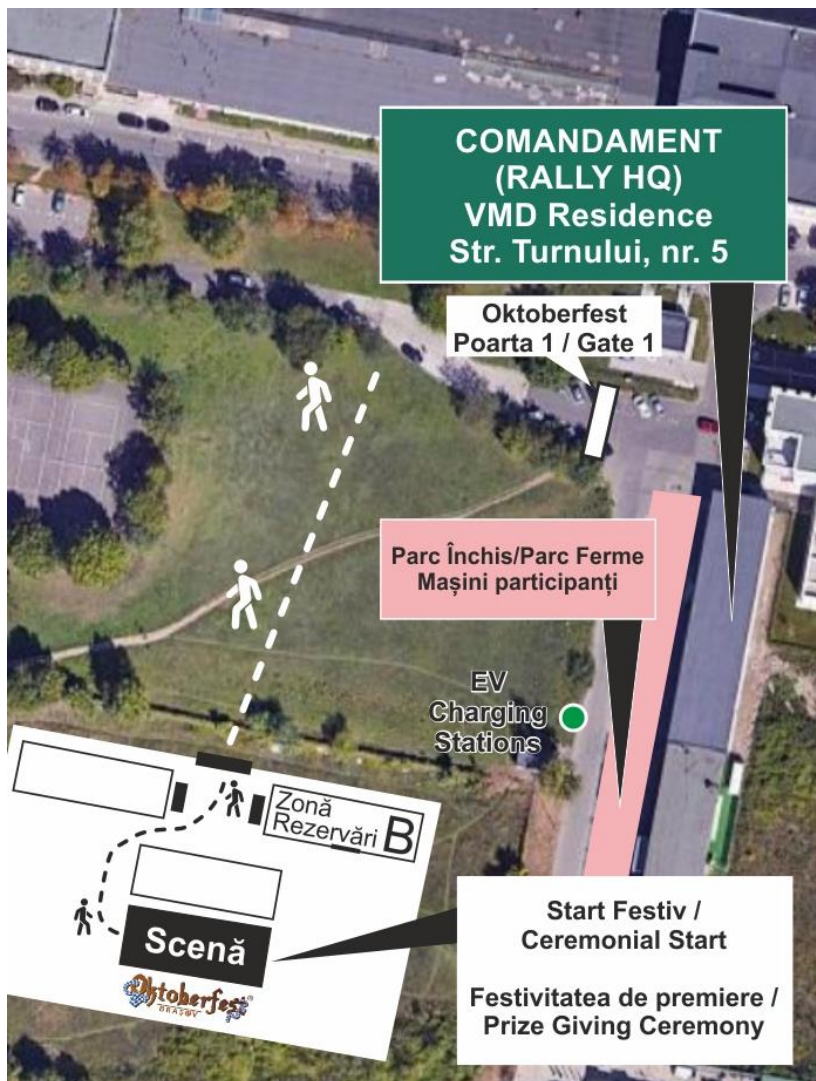 COMANDAMENT
(RALLY HQ)
VMD Residence
Str. Turnului, nr. 5
Oktoberfest
Poarta 1 / Gate 1
Parc Închis/Parc Ferme
Mașini participanți
EV
Charging
Stations
Zonă
Rezervări B
Scenă
Oktoberfest®
BRAȘOV
Start Festiv /
Ceremonial Start
Festivitatea de premiere /
Prize Giving Ceremony